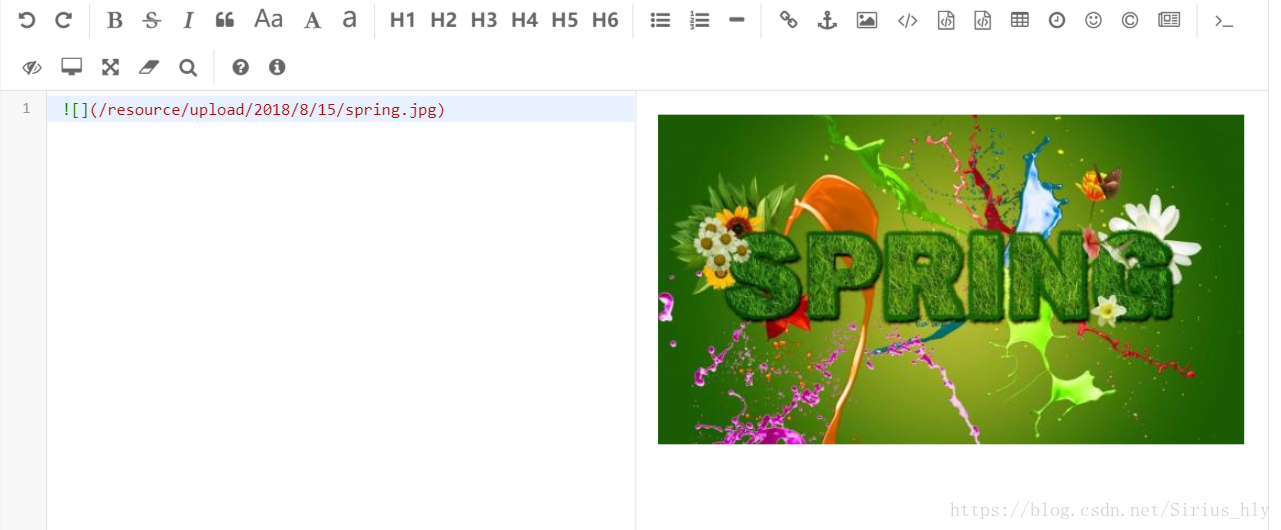 B S I Aa A a H1 H2 H3 H4 H5 H6
1 ![](/resource/upload/2018/8/15/spring.jpg)
SPRING
https://blog.csdn.net/Sirius_hly